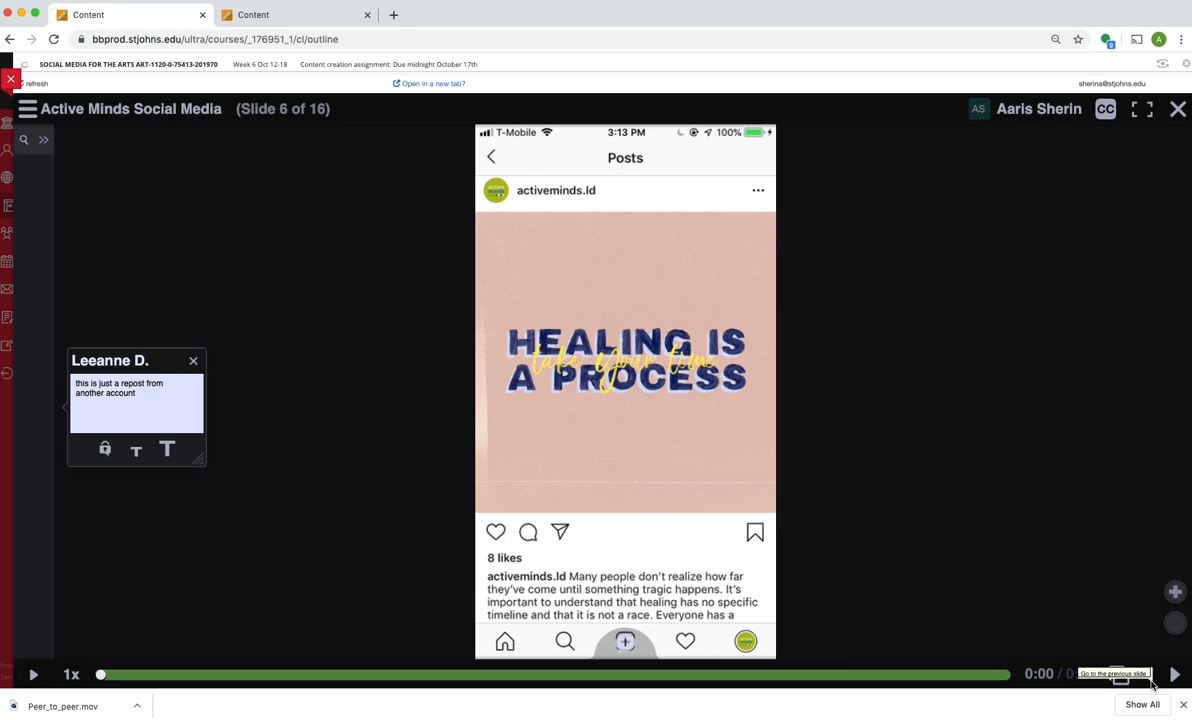 Content
Content
bbprod.stjohns.edu/ultra/courses/_176951_1/cl/outline
9
A
SOCIAL MEDIA FOR THE ARTS ART-1120-0-75413-201970 Week 6 Oct 12-18 Content creation assignment: Due midnight October 17th
refresh
Open in a new tab?
sherina@stjohns.edu
Active Minds Social Media (Slide 6 of 16)
AS Aaris Sherin CC
T-Mobile 3:13 PM 100%
Posts
activeminds.ld
HEALING IS
take your time
A PROCESS
Leeanne D.
this is just a repost from
another account
T T
8 likes
activeminds.ld Many people don't realize how far
they've come until something tragic happens. It's
important to understand that healing has no specific
timeline and that it is not a race. Everyone has a
1x
0:00 / 0:
Go to the previous slide
Peer_to_peer.mov
Show All